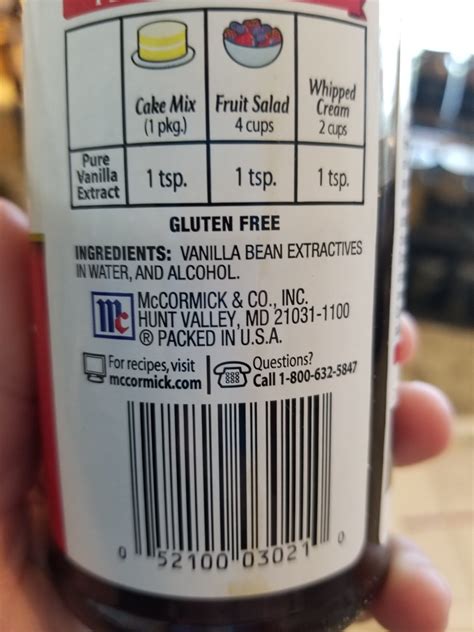 Cake Mix
(1 pkg.)
Fruit Salad
4 cups
Whipped
Cream
2 cups
Pure
Vanilla
Extract
1 tsp.
1 tsp.
1 tsp.
GLUTEN FREE
INGREDIENTS: VANILLA BEAN EXTRACTIVES
IN WATER, AND ALCOHOL.
Mc
McCORMICK & CO., INC.
HUNT VALLEY, MD 21031-1100
® PACKED IN U.S.A.
For recipes, visit
mccormick.com
Questions?
Call 1-800-632-5847
0 52100 03021 0